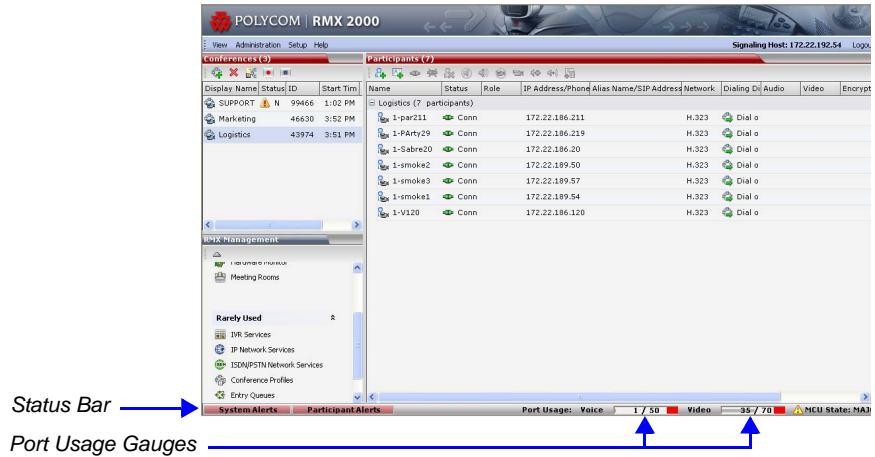 POLYCOM | RMX 2000
View Administration Setup Help
Signaling Host: 172.22.192.54 Logou
Conferences (3)
Participants (7)
Display Name Status ID Start Tim
SUPPORT N 99466 1:02 PM
Marketing 46630 3:52 PM
Logistics 43974 3:51 PM
Name Status Role IP Address/Phone Alias Name/SIP Address Network Dialing Di Audio Video Encrypt
Logistics (7 participants)
1-par211 Conn 172.22.186.211 H.323 Dial o
1-PArty29 Conn 172.22.186.219 H.323 Dial o
1-Sabre20 Conn 172.22.186.20 H.323 Dial o
1-smoke2 Conn 172.22.189.50 H.323 Dial o
1-smoke3 Conn 172.22.189.57 H.323 Dial o
1-smoke1 Conn 172.22.189.54 H.323 Dial o
1-V120 Conn 172.22.186.120 H.323 Dial o
RMX Management
Hardware Monitor
Meeting Rooms
Rarely Used
IVR Services
IP Network Services
ISDN/PSTN Network Services
Conference Profiles
Entry Queues
System Alerts Participant Alerts
Port Usage: Voice 1 / 50 Video 35 / 70 MCU State: MAJ
Status Bar
Port Usage Gauges